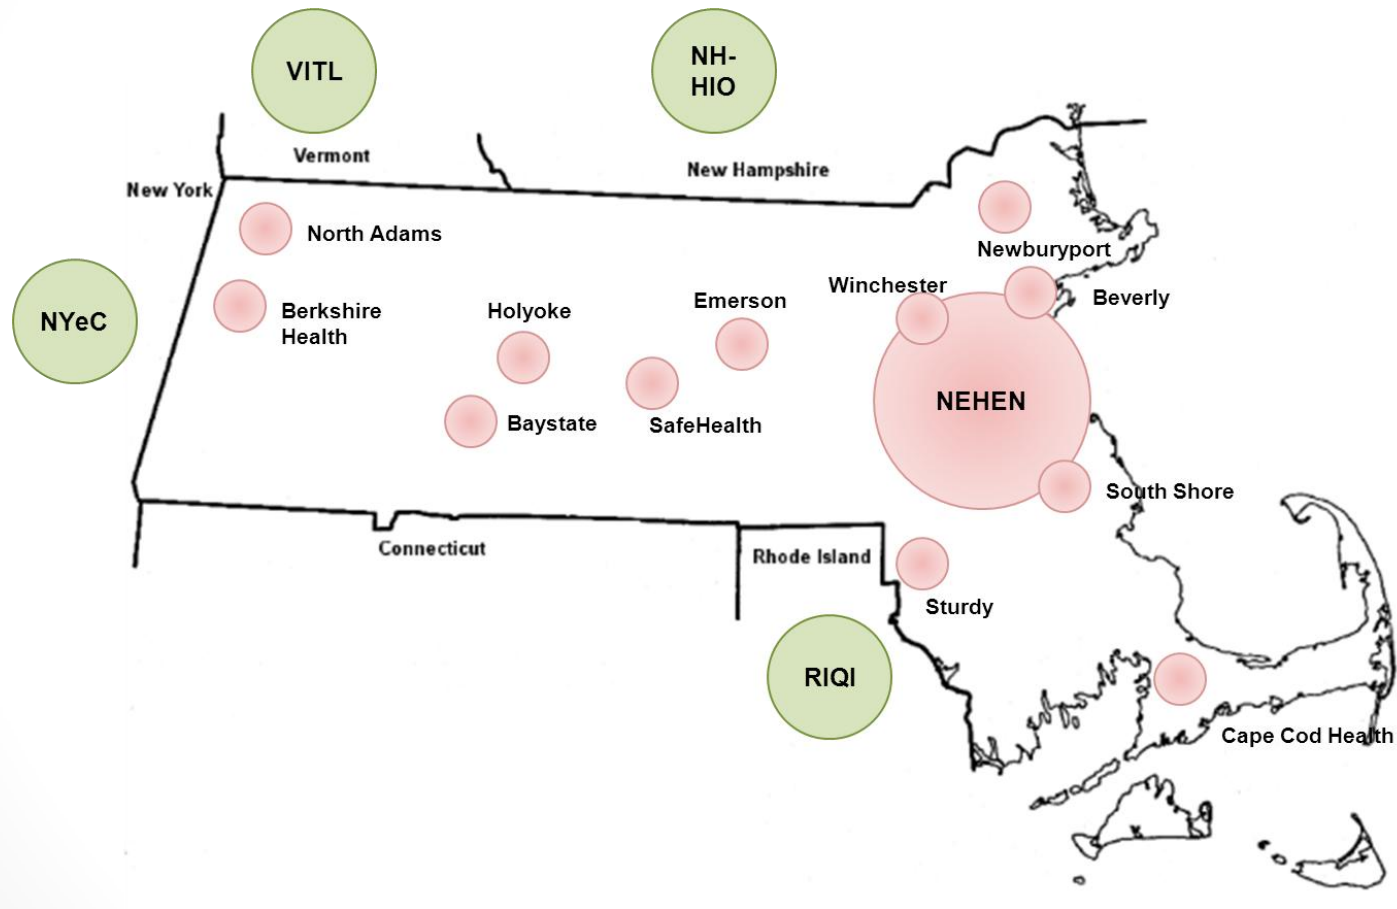 VITL
NH-
HIO
Vermont
New Hampshire
New York
North Adams
Newburyport
NYeC
Berkshire
Health
Holyoke
Emerson
Winchester
Beverly
NEHEN
Baystate
SafeHealth
South Shore
Connecticut
Rhode Island
Sturdy
RIQI
Cape Cod Health